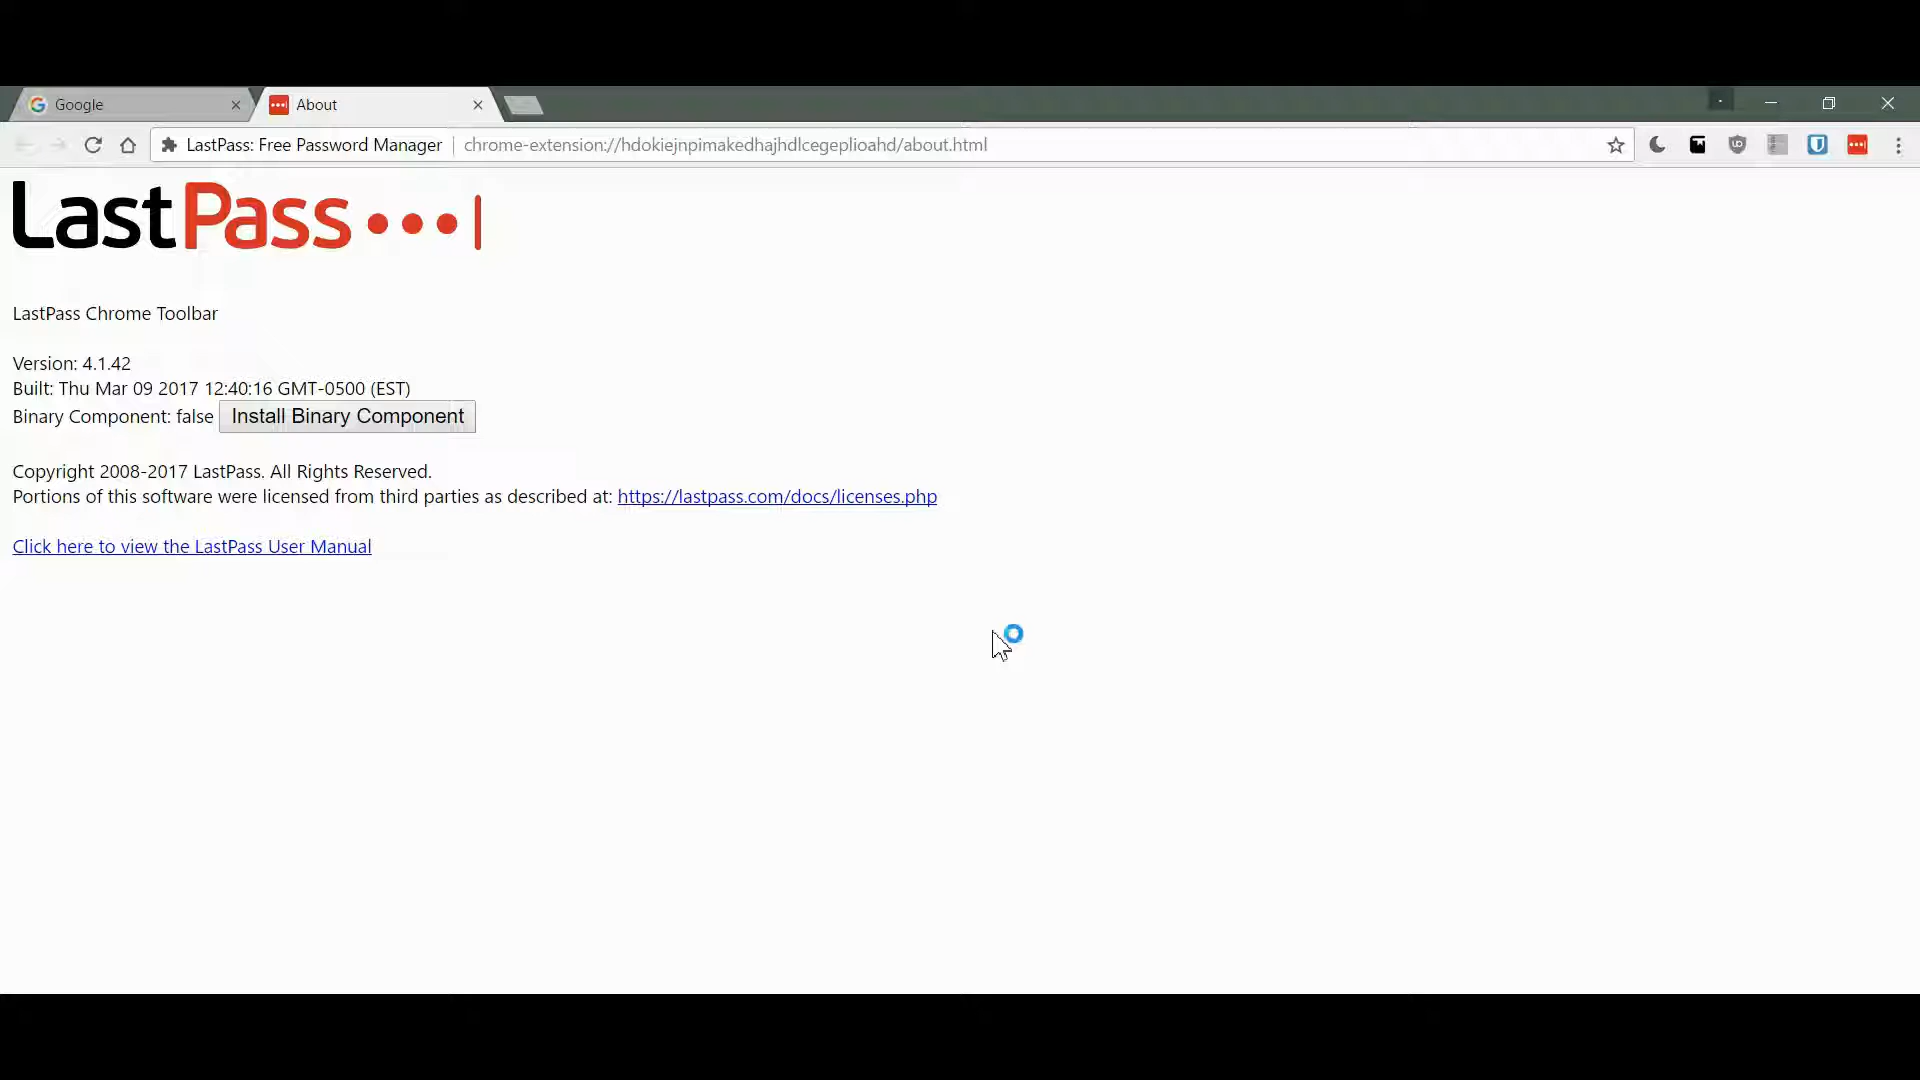 Google
About
LastPass: Free Password Manager chrome-extension://hdokiejnpimakedhajhdlcegeplioahd/about.html
LastPass
LastPass Chrome Toolbar
Version: 4.1.42
Built: Thu Mar 09 2017 12:40:16 GMT-0500 (EST)
Binary Component: false Install Binary Component
Copyright 2008-2017 LastPass. All Rights Reserved.
Portions of this software were licensed from third parties as described at: https://lastpass.com/docs/licenses.php
Click here to view the LastPass User Manual